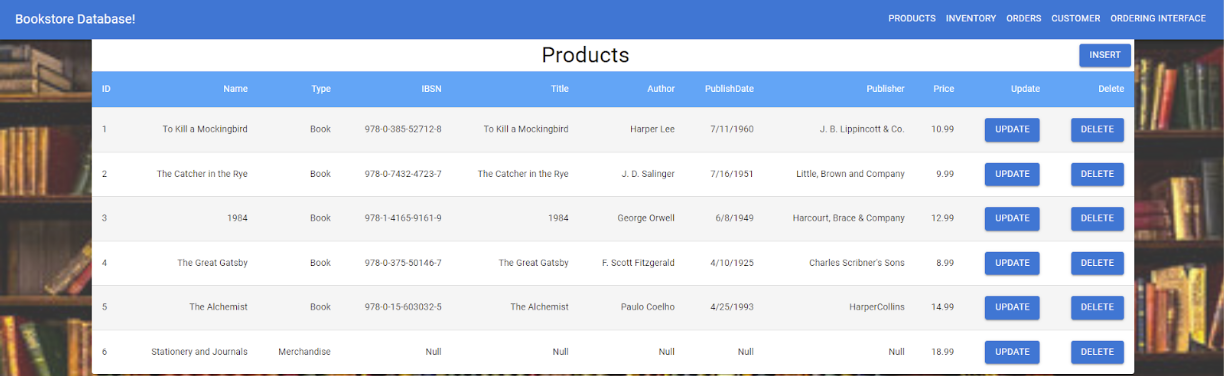 Bookstore Database! PRODUCTS INVENTORY ORDERS CUSTOMER ORDERING INTERFACE
Products INSERT
ID Name Type IBSN Title Author PublishDate Publisher Price Update Delete
1 To Kill a Mockingbird Book 978-0-385-52712-8 To Kill a Mockingbird Harper Lee 7/11/1960 J. B. Lippincott & Co. 10.99 UPDATE DELETE
2 The Catcher in the Rye Book 978-0-7432-4723-7 The Catcher in the Rye J. D. Salinger 7/16/1951 Little, Brown and Company 9.99 UPDATE DELETE
3 1984 Book 978-1-4165-9161-9 1984 George Orwell 6/8/1949 Harcourt, Brace & Company 12.99 UPDATE DELETE
4 The Great Gatsby Book 978-0-375-50146-7 The Great Gatsby F. Scott Fitzgerald 4/10/1925 Charles Scribner's Sons 8.99 UPDATE DELETE
5 The Alchemist Book 978-0-15-603032-5 The Alchemist Paulo Coelho 4/25/1993 HarperCollins 14.99 UPDATE DELETE
6 Stationery and Journals Merchandise Null Null Null Null Null 18.99 UPDATE DELETE